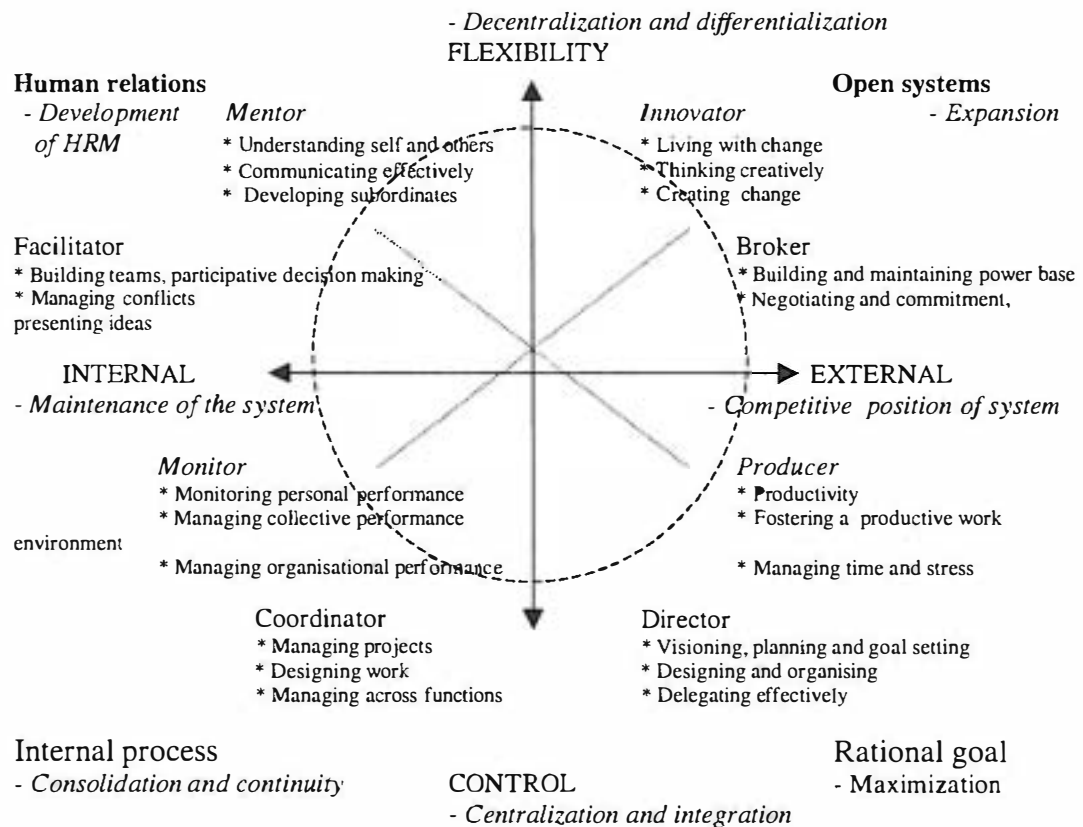 - Decentralization and differentialization
FLEXIBILITY
Human relations
- Development
of HRM
Open systems
- Expansion
Mentor
* Understanding self and others
* Communicating effectively
* Developing subordinates
Innovator
* Living with change
* Thinking creatively
* Creating change
Facilitator
* Building teams, participative decision making
* Managing conflicts
presenting ideas
Broker
* Building and maintaining power base
* Negotiating and commitment,
INTERNAL
- Maintenance of the system
EXTERNAL
- Competitive position of system
Monitor
* Monitoring personal performance
* Managing collective performance
environment
* Managing organisational performance
Producer
* Productivity
* Fostering a productive work
* Managing time and stress
Coordinator
* Managing projects
* Designing work
* Managing across functions
Director
* Visioning, planning and goal setting
* Designing and organising
* Delegating effectively
Internal process
- Consolidation and continuity
CONTROL
- Centralization and integration
Rational goal
- Maximization